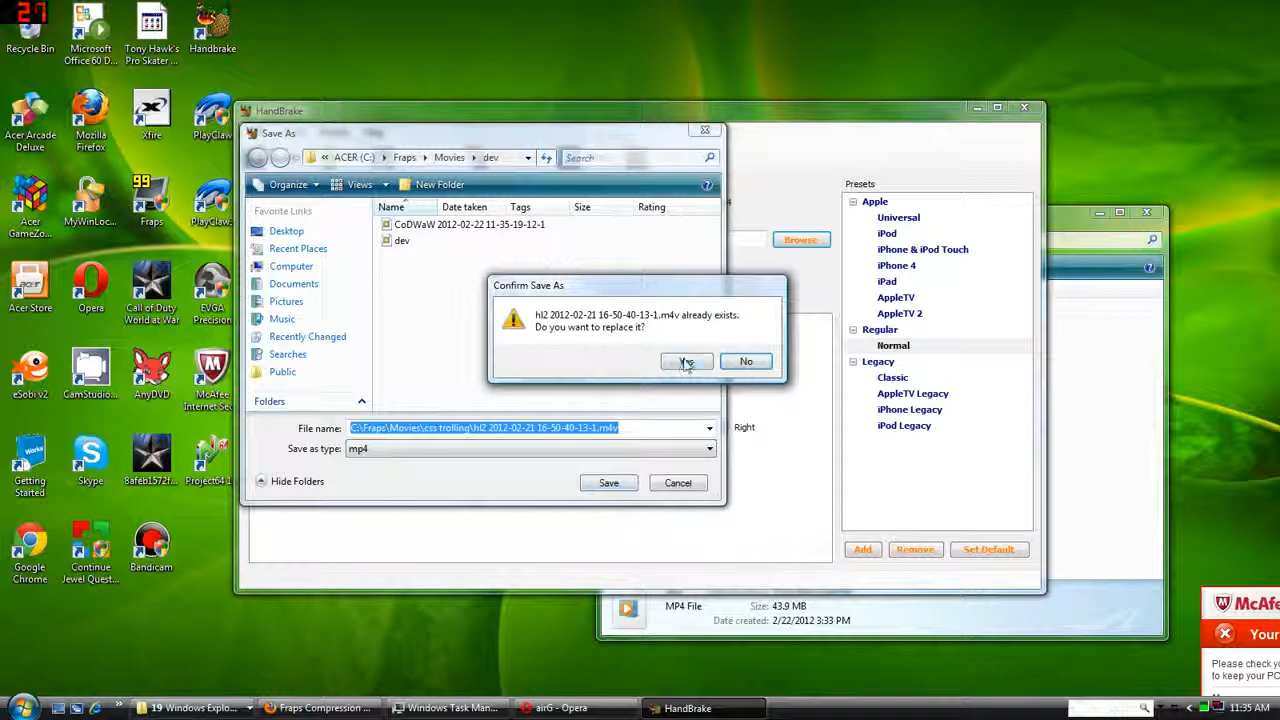 27
Recycle Bin
Microsoft
Office 60 D...
Tony Hawk's
Pro Skater ...
Handbrake
Acer Arcade
Deluxe
Mozilla
Firefox
Xfire
PlayClaw...
Acer
GameZo...
MyWinLoc...
99
Fraps
PlayClaw...
Acer Store
Opera
Call of Duty
World at War
EVGA
Precision
eSobi v2
CamStudio...
AnyDVD
McAfee
Internet Sec...
Works
Getting
Started
Skype
8afeb1572f...
Project64 1...
Google
Chrome
Continue
Jewel Quest...
Bandicam
HandBrake
Save As
ACER (C:)
Fraps
Movies
dev
Search
Organize
Views
New Folder
Name
Date taken
Tags
Size
Rating
Favorite Links
Desktop
Recent Places
Computer
Documents
Pictures
Music
Recently Changed
Searches
Public
Folders
CoDWaW 2012-02-22 11-35-19-12-1
dev
Confirm Save As
hl2 2012-02-21 16-50-40-13-1.m4v already exists.
Do you want to replace it?
Yes
No
File name:
C:\Fraps\Movies\css trolling\hl2 2012-02-21 16-50-40-13-1.m4v
Save as type:
mp4
Hide Folders
Save
Cancel
Right
Browse
Presets
Apple
Universal
iPod
iPhone & iPod Touch
iPhone 4
iPad
AppleTV
AppleTV 2
Regular
Normal
Legacy
Classic
AppleTV Legacy
iPhone Legacy
iPod Legacy
Add
Remove
Set Default
MP4 File
Size: 43.9 MB
Date created: 2/22/2012 3:33 PM
McAfe
Your
Please check yo
to keep your PC
19 Windows Explo...
Fraps Compression ...
Windows Task Man...
airG - Opera
HandBrake
11:35 AM